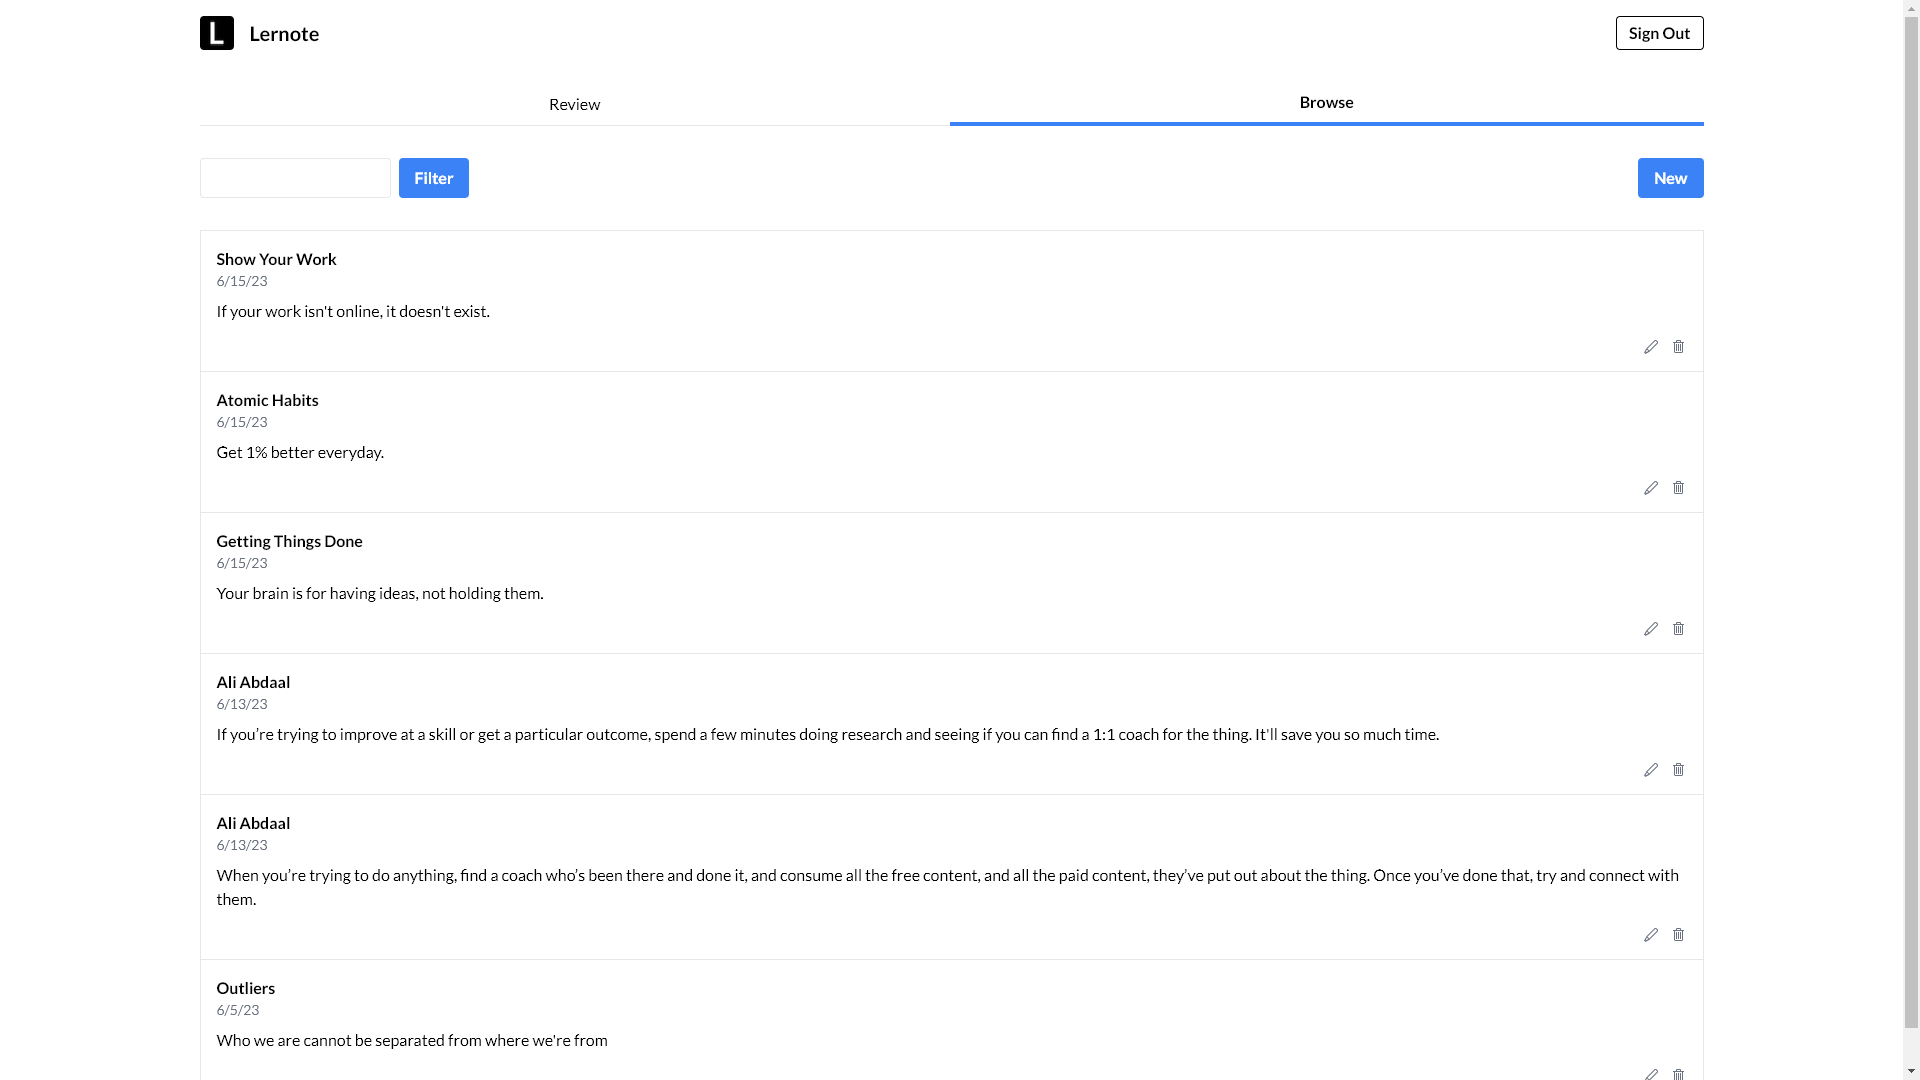 L Lernote
Sign Out
Review
Browse
Filter
New
Show Your Work
6/15/23
If your work isn't online, it doesn't exist.
Atomic Habits
6/15/23
Get 1% better everyday.
Getting Things Done
6/15/23
Your brain is for having ideas, not holding them.
Ali Abdaal
6/13/23
If you’re trying to improve at a skill or get a particular outcome, spend a few minutes doing research and seeing if you can find a 1:1 coach for the thing. It'll save you so much time.
Ali Abdaal
6/13/23
When you’re trying to do anything, find a coach who’s been there and done it, and consume all the free content, and all the paid content, they’ve put out about the thing. Once you’ve done that, try and connect with
them.
Outliers
6/5/23
Who we are cannot be separated from where we're from